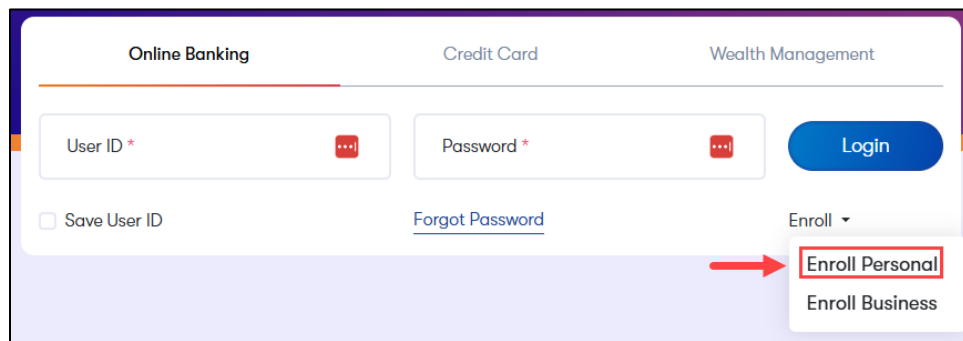 Online Banking
Credit Card
Wealth Management
User ID *
Password *
Login
Save User ID
Forgot Password
Enroll
Enroll Personal
Enroll Business